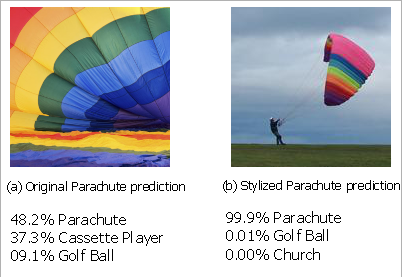 (a) Original Parachute prediction
48.2% Parachute
37.3% Cassette Player
09.1% Golf Ball
(b) Stylized Parachute prediction
99.9% Parachute
0.01% Golf Ball
0.00% Church